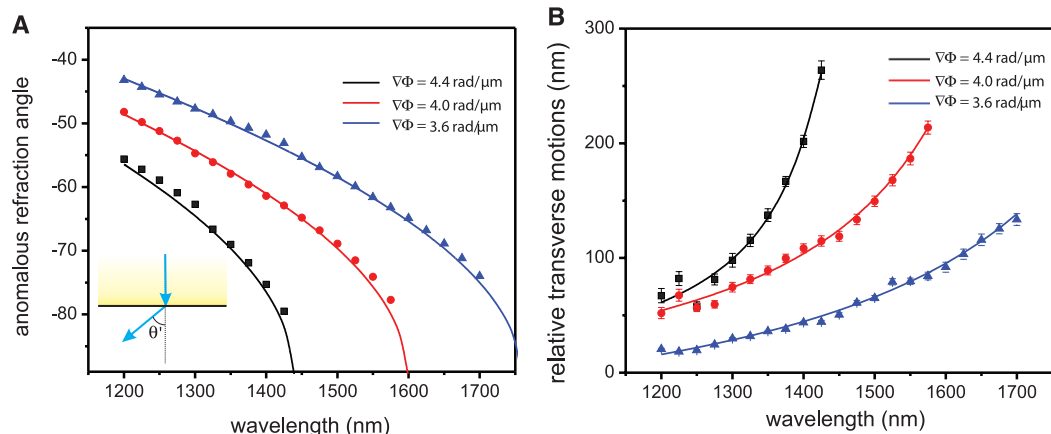 A
anomalous refraction angle
-40
-50
-60
-70
-80
∇Φ = 4.4 rad/μm
∇Φ = 4.0 rad/μm
∇Φ = 3.6 rad/μm
θ'
1200 1300 1400 1500 1600 1700
wavelength (nm)
B
relative transverse motions (nm)
300
200
100
0
∇Φ = 4.4 rad/μm
∇Φ = 4.0 rad/μm
∇Φ = 3.6 rad/μm
1200 1300 1400 1500 1600 1700
wavelength (nm)